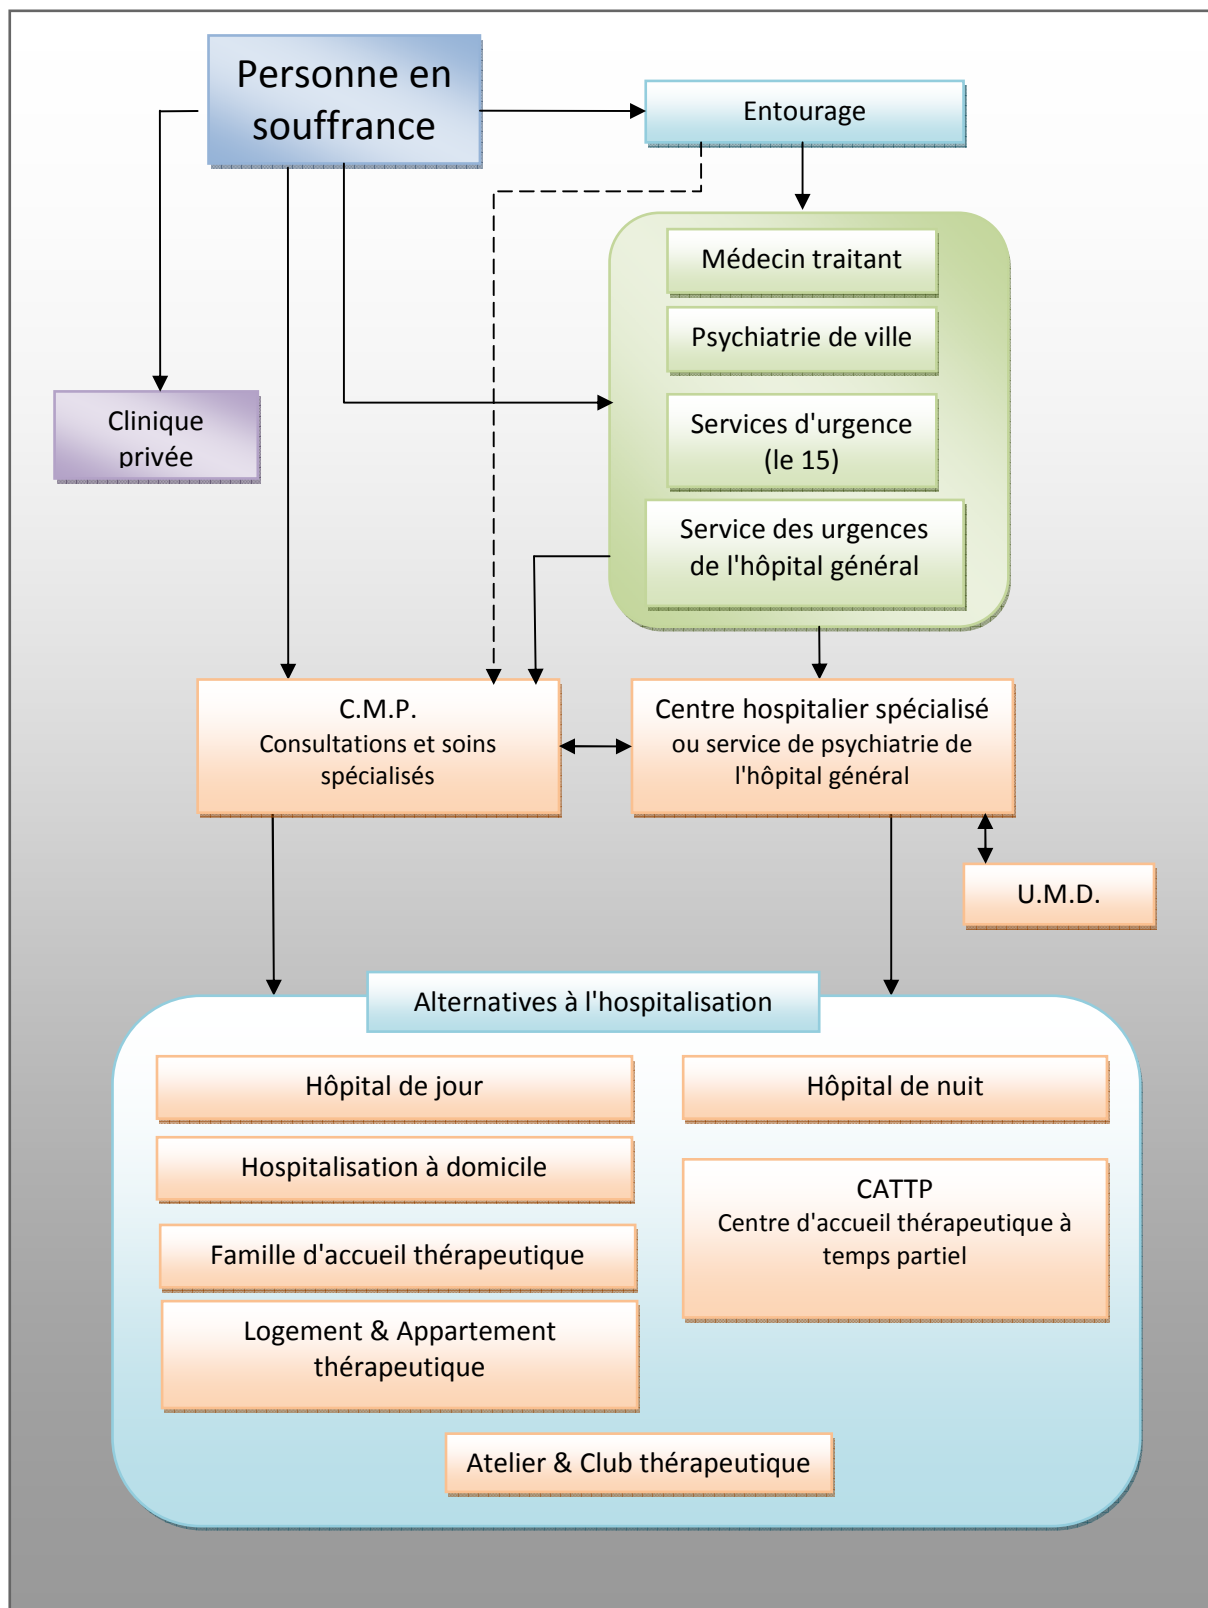 Personne en
souffrance
Entourage
Médecin traitant
Psychiatrie de ville
Services d'urgence
(le 15)
Service des urgences
de l'hôpital général
Clinique
privée
C.M.P.
Consultations et soins
spécialisés
Centre hospitalier spécialisé
ou service de psychiatrie de
l'hôpital général
U.M.D.
Alternatives à l'hospitalisation
Hôpital de jour
Hôpital de nuit
Hospitalisation à domicile
CATTP
Centre d'accueil thérapeutique à
temps partiel
Famille d'accueil thérapeutique
Logement & Appartement
thérapeutique
Atelier & Club thérapeutique